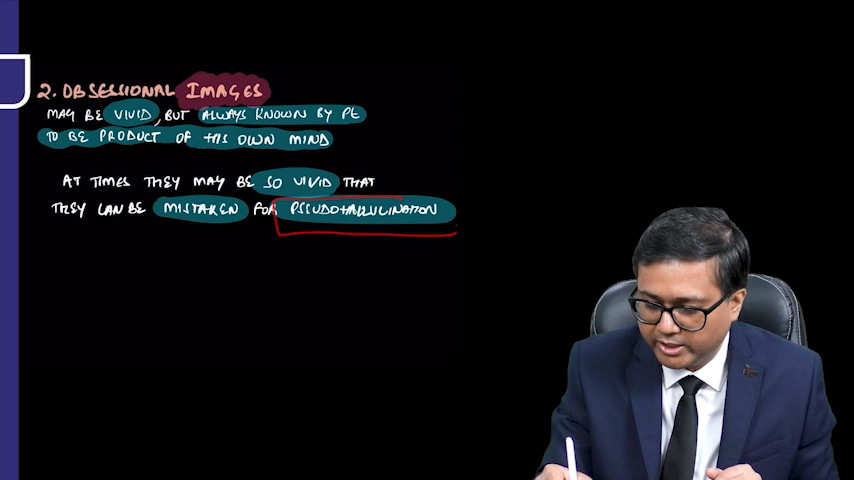 2. OBSESSIONAL IMAGES
MAY BE VIVID, BUT ALWAYS KNOWN BY PT
TO BE PRODUCT OF HIS OWN MIND
AT TIMES THEY MAY BE SO VIVID THAT
THEY CAN BE MISTAKEN FOR PSEUDOHALLUCINATION